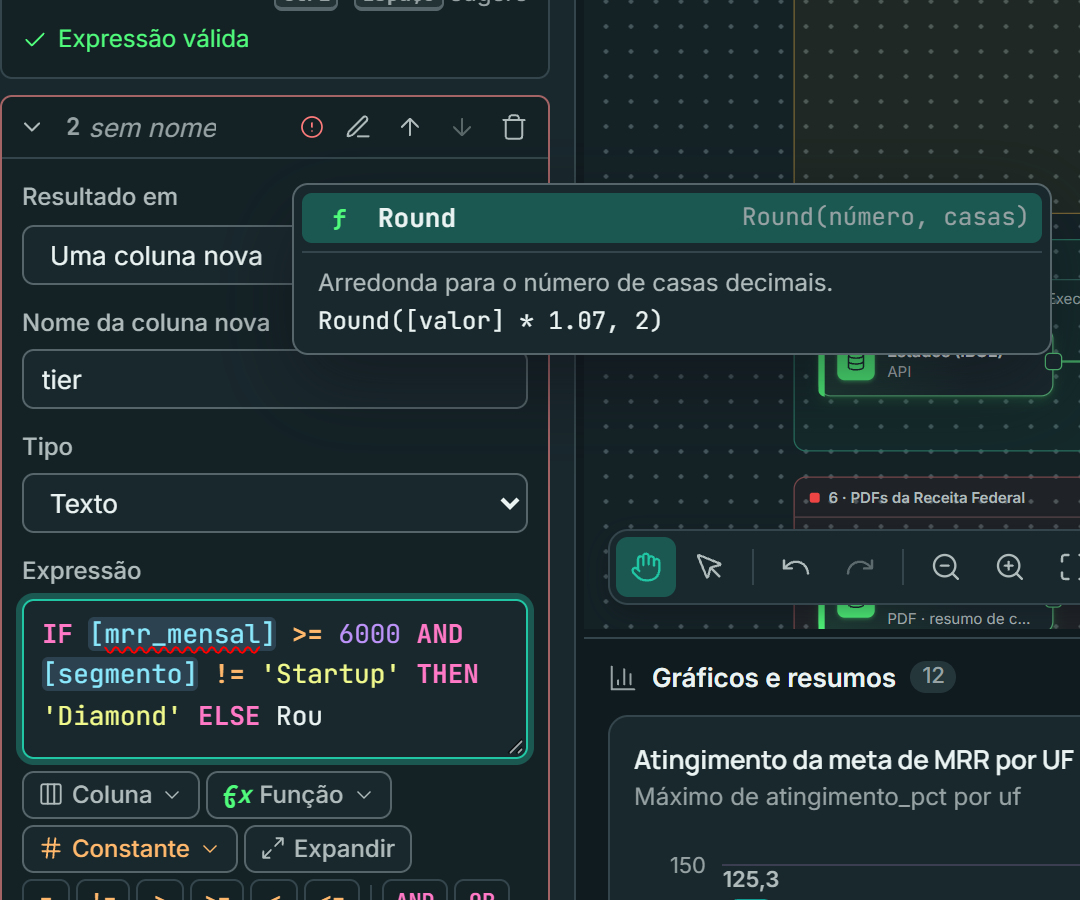 Expressão válida
2 sem nome
Resultado em
Uma coluna nova
ƒ Round Round(número, casas)
Arredonda para o número de casas decimais.
Round([valor] * 1.07, 2)
Nome da coluna nova
tier
Tipo
Texto
Expressão
IF [mrr_mensal] >= 6000 AND
[segmento] != 'Startup' THEN
'Diamond' ELSE Rou
Coluna
Função
# Constante
Expandir
AND
API
6 · PDFs da Receita Federal
PDF · resumo de c...
Gráficos e resumos 12
Atingimento da meta de MRR por UF
Máximo de atingimento_pct por uf
150
125,3